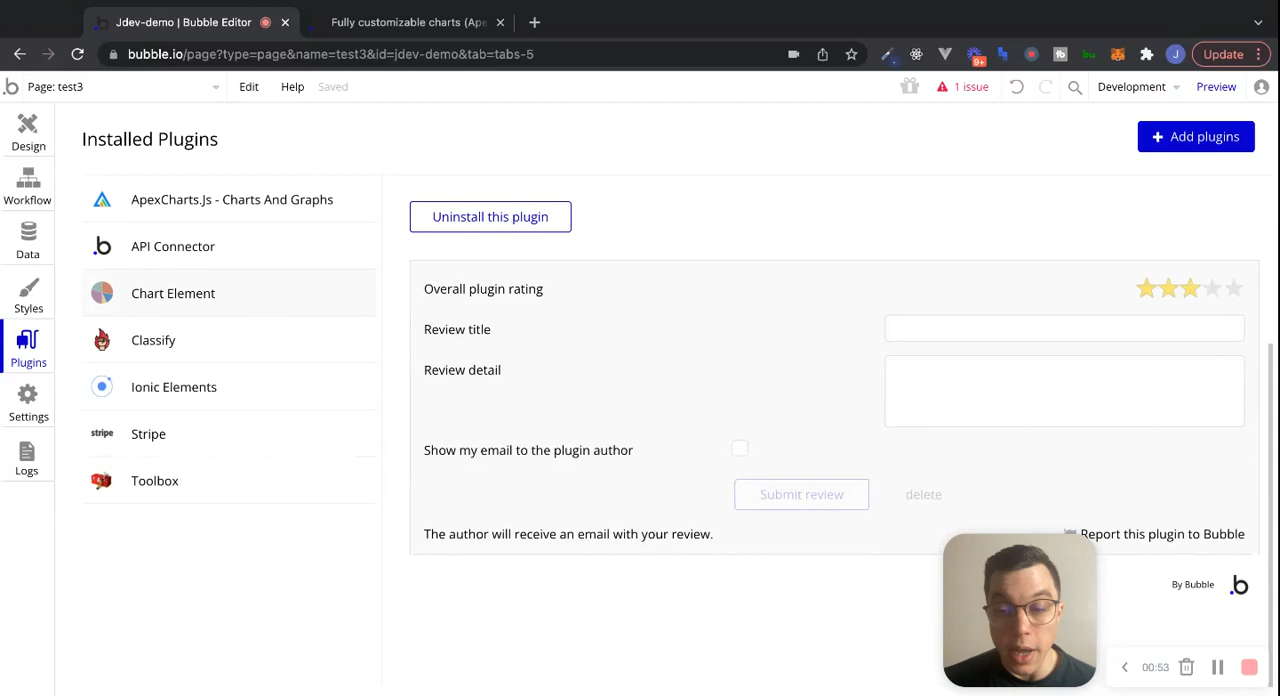 Jdev-demo | Bubble Editor
Fully customizable charts (Ape
bubble.io/page?type=page&name=test3&id=jdev-demo&tab=tabs-5
9+
J
Update
Page: test3
Edit
Help
Saved
1 issue
Development
Preview
Design
Workflow
Data
Styles
Plugins
Settings
Logs
Installed Plugins
Add plugins
ApexCharts.Js - Charts And Graphs
API Connector
Chart Element
Classify
Ionic Elements
stripe Stripe
Toolbox
Uninstall this plugin
Overall plugin rating
Review title
Review detail
Show my email to the plugin author
Submit review
delete
The author will receive an email with your review.
Report this plugin to Bubble
By Bubble
00:53